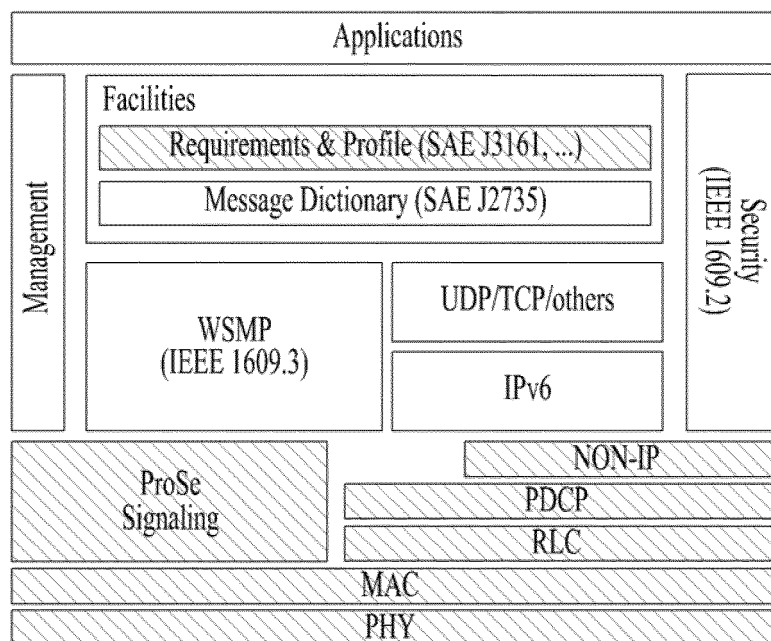 Applications
Management
Facilities
Requirements & Profile (SAE J3161, ...)
Message Dictionary (SAE J2735)
Security
(IEEE 1609.2)
WSMP
(IEEE 1609.3)
UDP/TCP/others
IPv6
ProSe
Signaling
NON-IP
PDCP
RLC
MAC
PHY